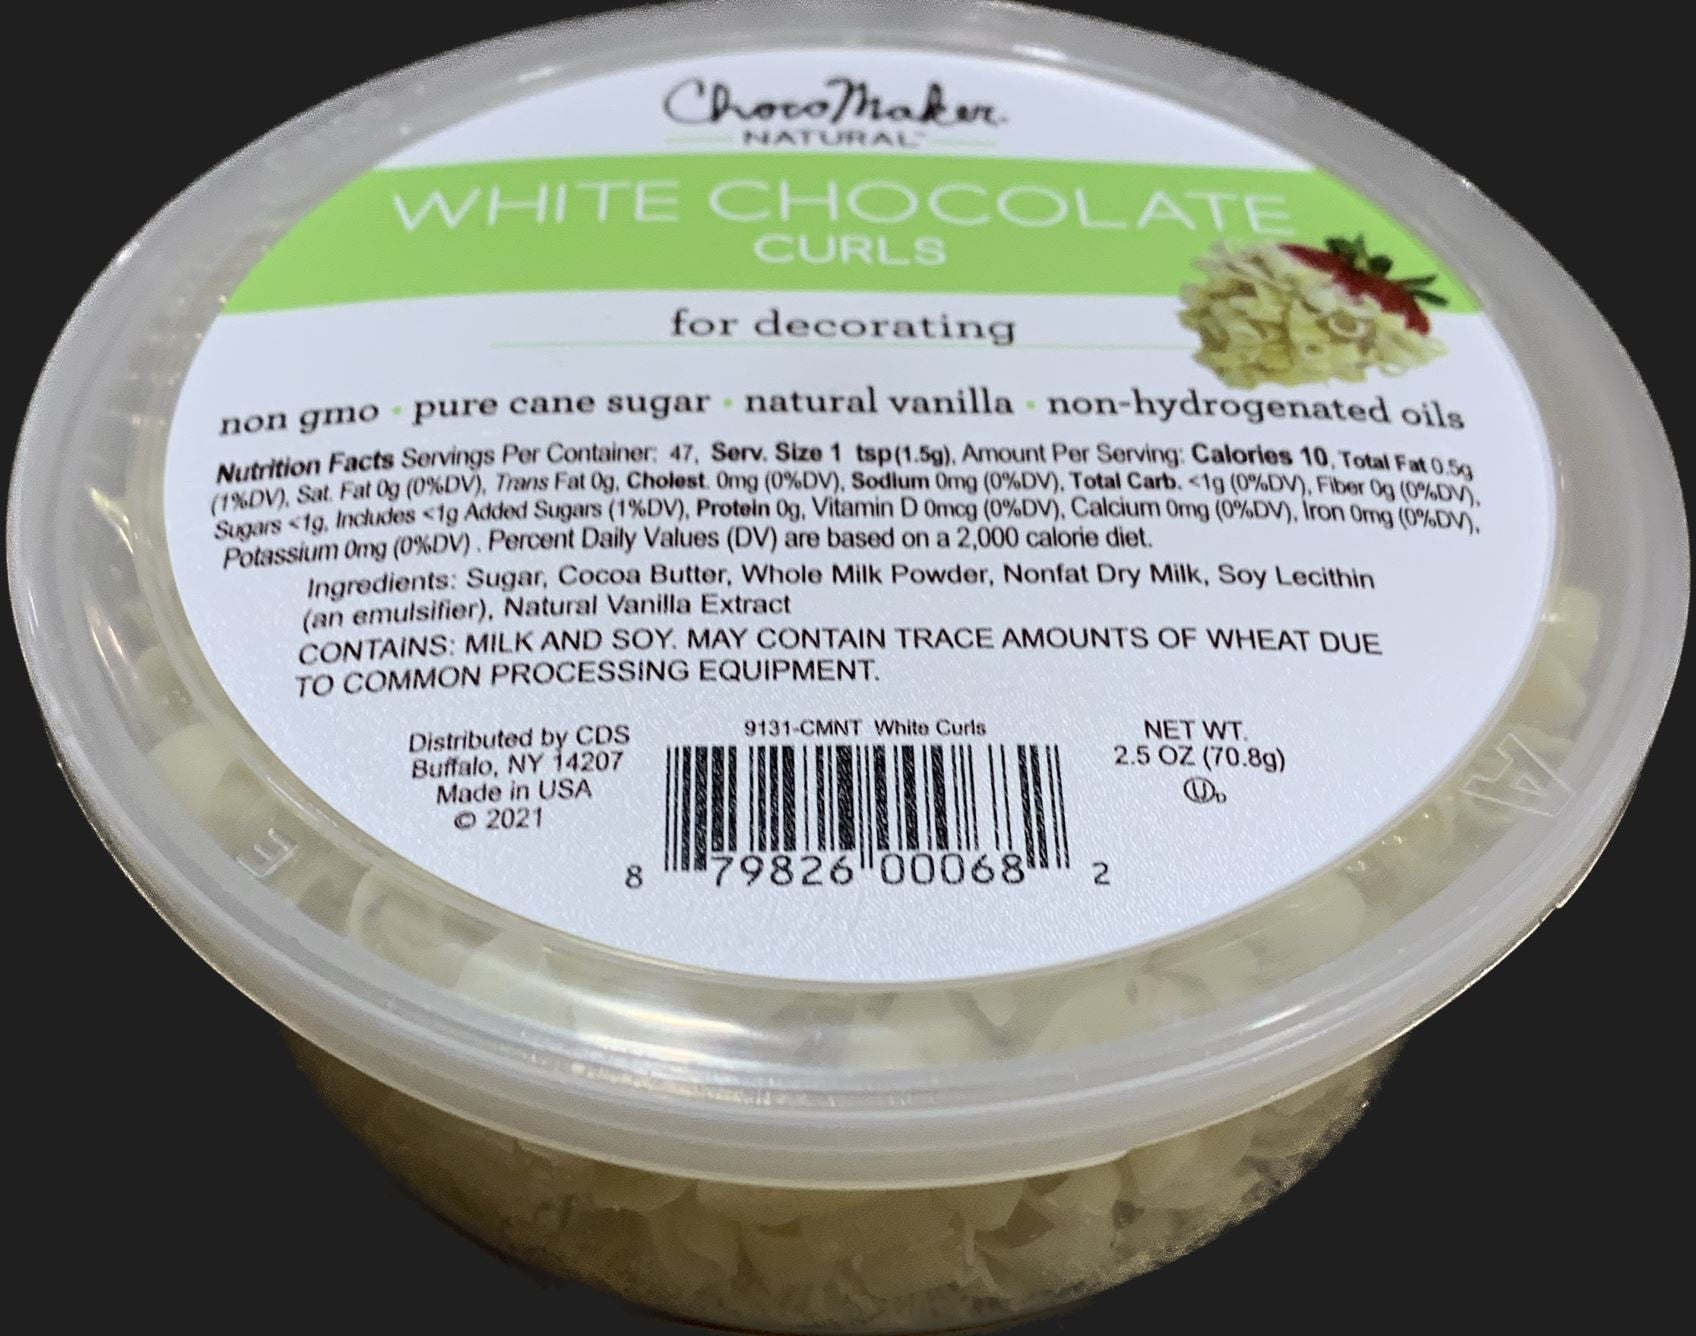 ChocoMaker.
NATURAL™
WHITE CHOCOLATE
CURLS
for decorating
non gmo • pure cane sugar • natural vanilla • non-hydrogenated oils
Nutrition Facts Servings Per Container: 47, Serv. Size 1 tsp(1.5g), Amount Per Serving: Calories 10, Total Fat 0.5g
(1%DV), Sat. Fat 0g (0%DV), Trans Fat 0g, Cholest. 0mg (0%DV), Sodium 0mg (0%DV), Total Carb. <1g (0%DV), Fiber 0g (0%DV),
Sugars <1g, Includes <1g Added Sugars (1%DV), Protein 0g, Vitamin D 0mcg (0%DV), Calcium 0mg (0%DV), Iron 0mg (0%DV),
Potassium 0mg (0%DV) . Percent Daily Values (DV) are based on a 2,000 calorie diet.
Ingredients: Sugar, Cocoa Butter, Whole Milk Powder, Nonfat Dry Milk, Soy Lecithin
(an emulsifier), Natural Vanilla Extract
CONTAINS: MILK AND SOY. MAY CONTAIN TRACE AMOUNTS OF WHEAT DUE
TO COMMON PROCESSING EQUIPMENT.
Distributed by CDS
Buffalo, NY 14207
Made in USA
© 2021
9131-CMNT White Curls
8 79826 00068 2
NET WT.
2.5 OZ (70.8g)
U D